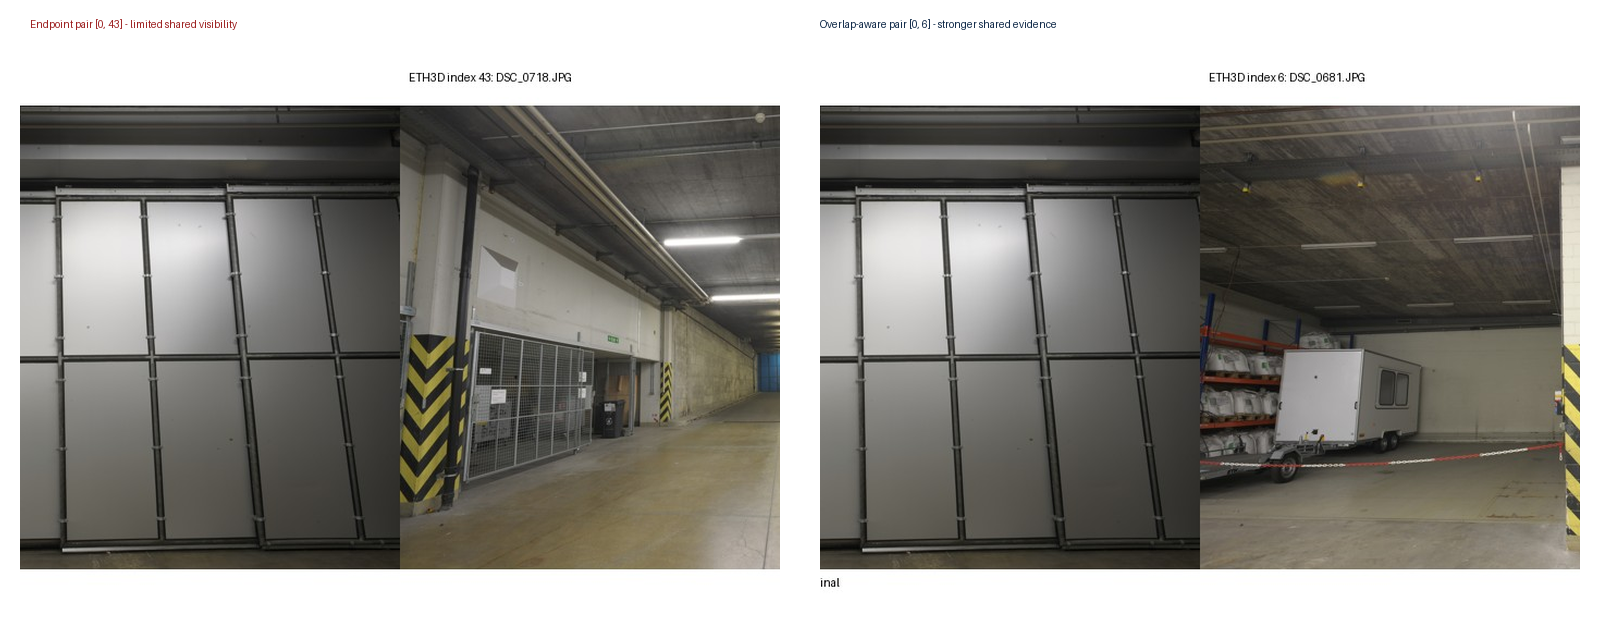 Endpoint pair [0, 43] - limited shared visibility
Overlap-aware pair [0, 6] - stronger shared evidence
ETH3D index 43: DSC_0718.JPG
ETH3D index 6: DSC_0681.JPG
inal